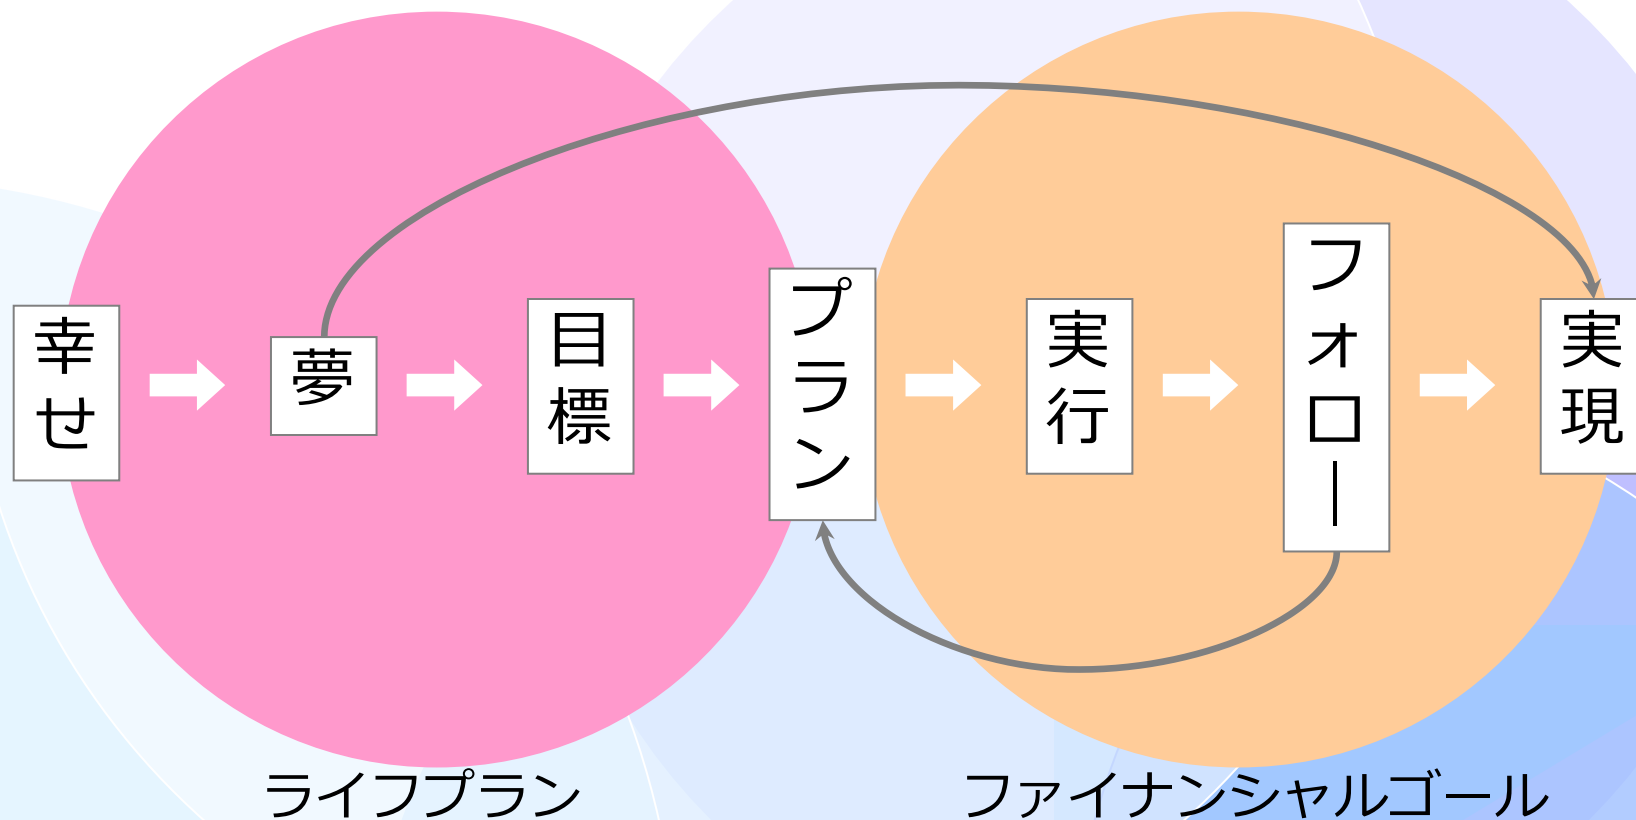 幸せ
夢
目標
プラン
実行
フォロー
実現
ライフプラン
ファイナンシャルゴール